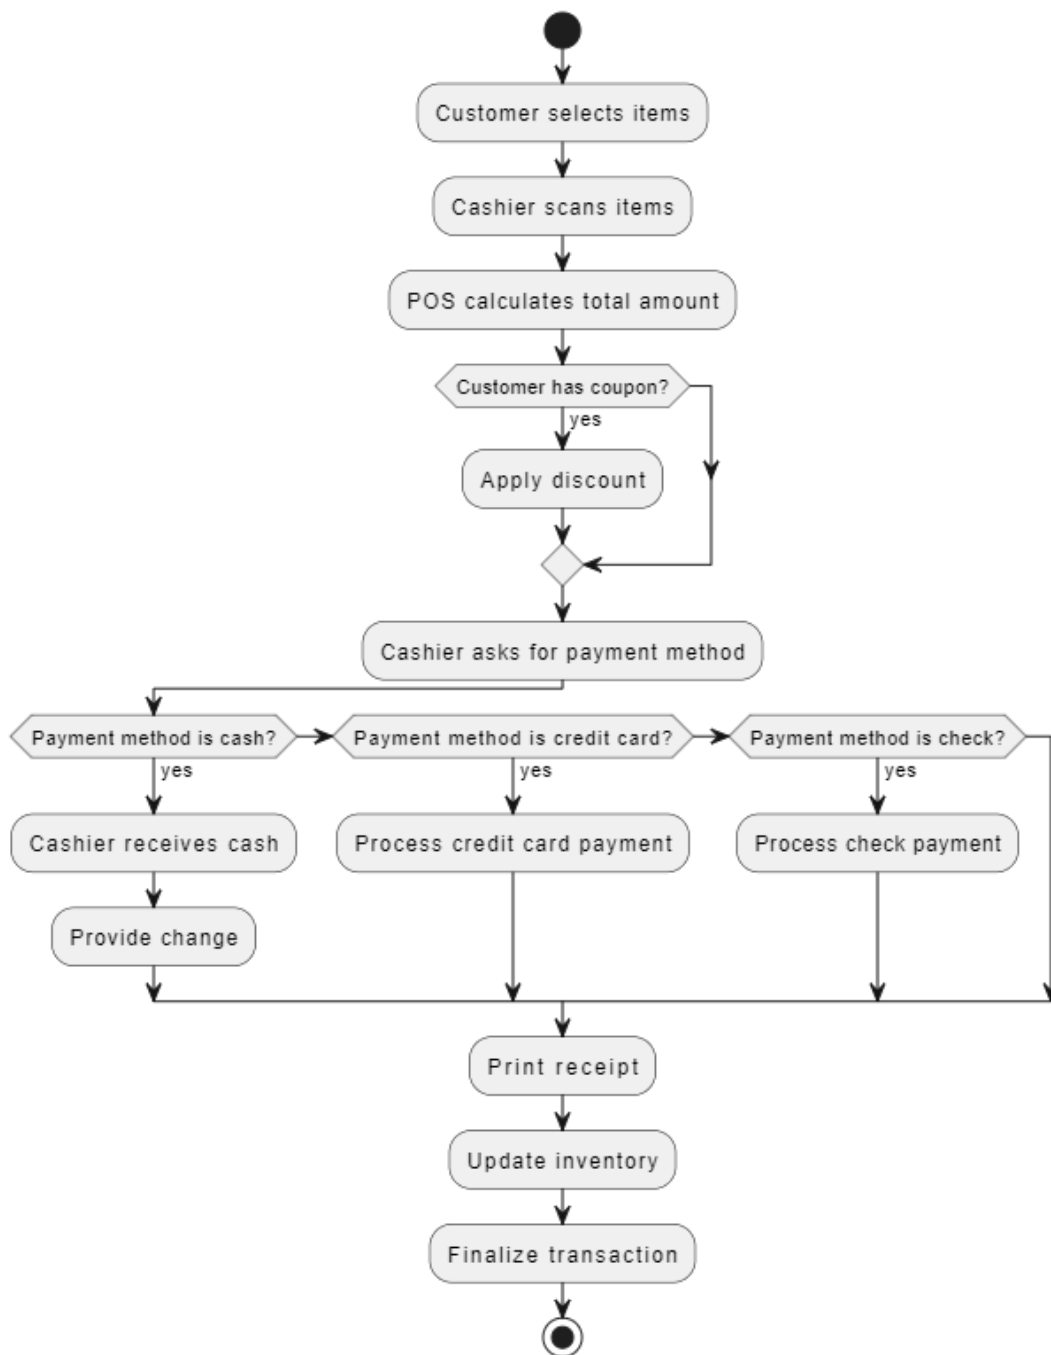 Customer selects items
Cashier scans items
POS calculates total amount
Customer has coupon?
yes
Apply discount
Cashier asks for payment method
Payment method is cash?
Payment method is credit card?
Payment method is check?
yes
yes
yes
Cashier receives cash
Process credit card payment
Process check payment
Provide change
Print receipt
Update inventory
Finalize transaction